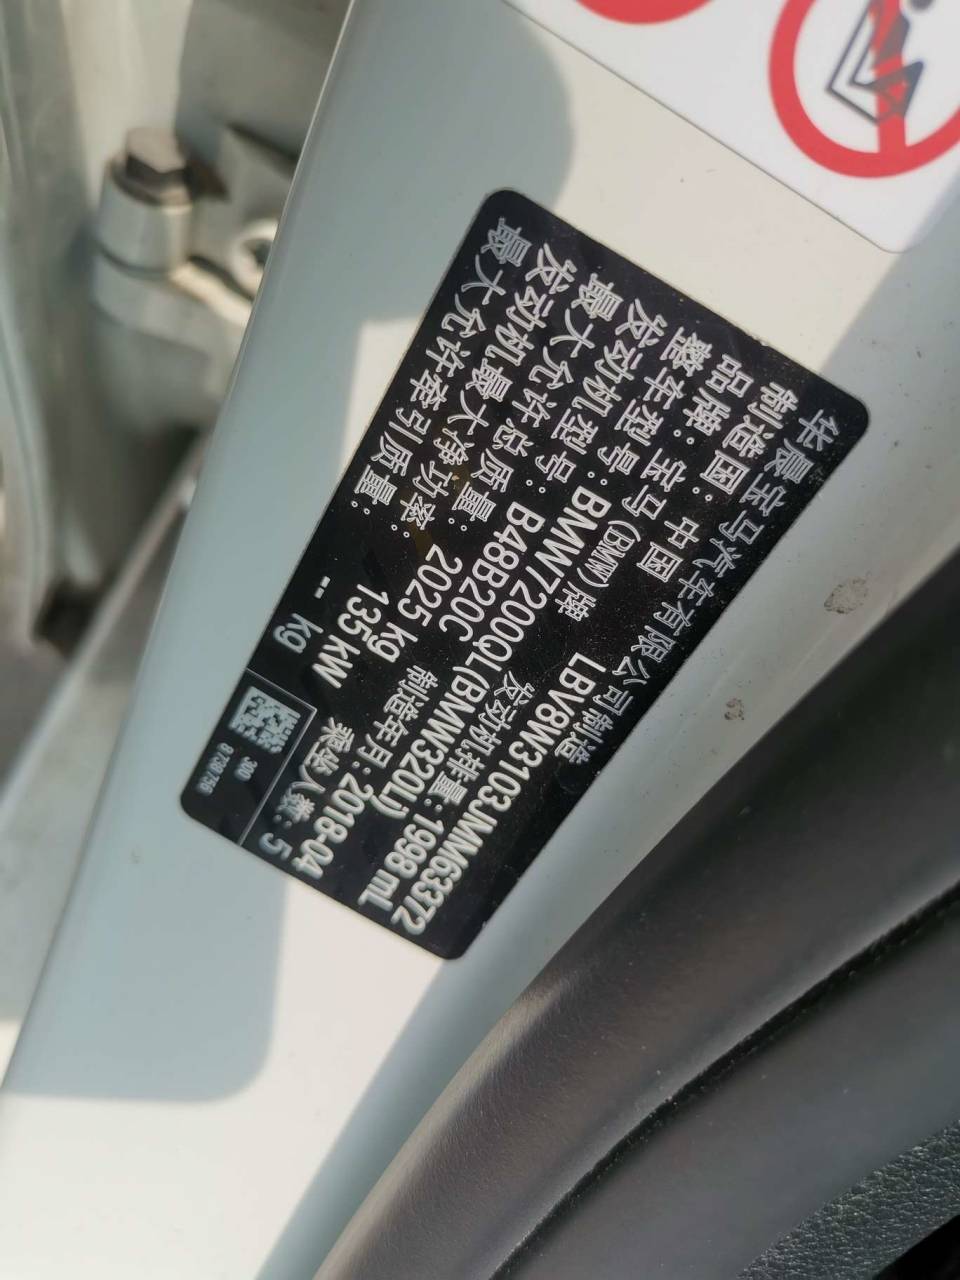 华晨宝马汽车有限公司制造
制造国： 中国 LBV8W3103JMM63372
品牌：宝马 (BMW) 牌
整车型号： BMW7200QL(BMW320Li)
发动机型号： B48B20C 发动机排量：1998 mL
最大允许总质量： 2025 kg 制造年月：2018-04
发动机最大净功率： 135 kW 乘坐人数：5
最大允许牵引质量： -- kg